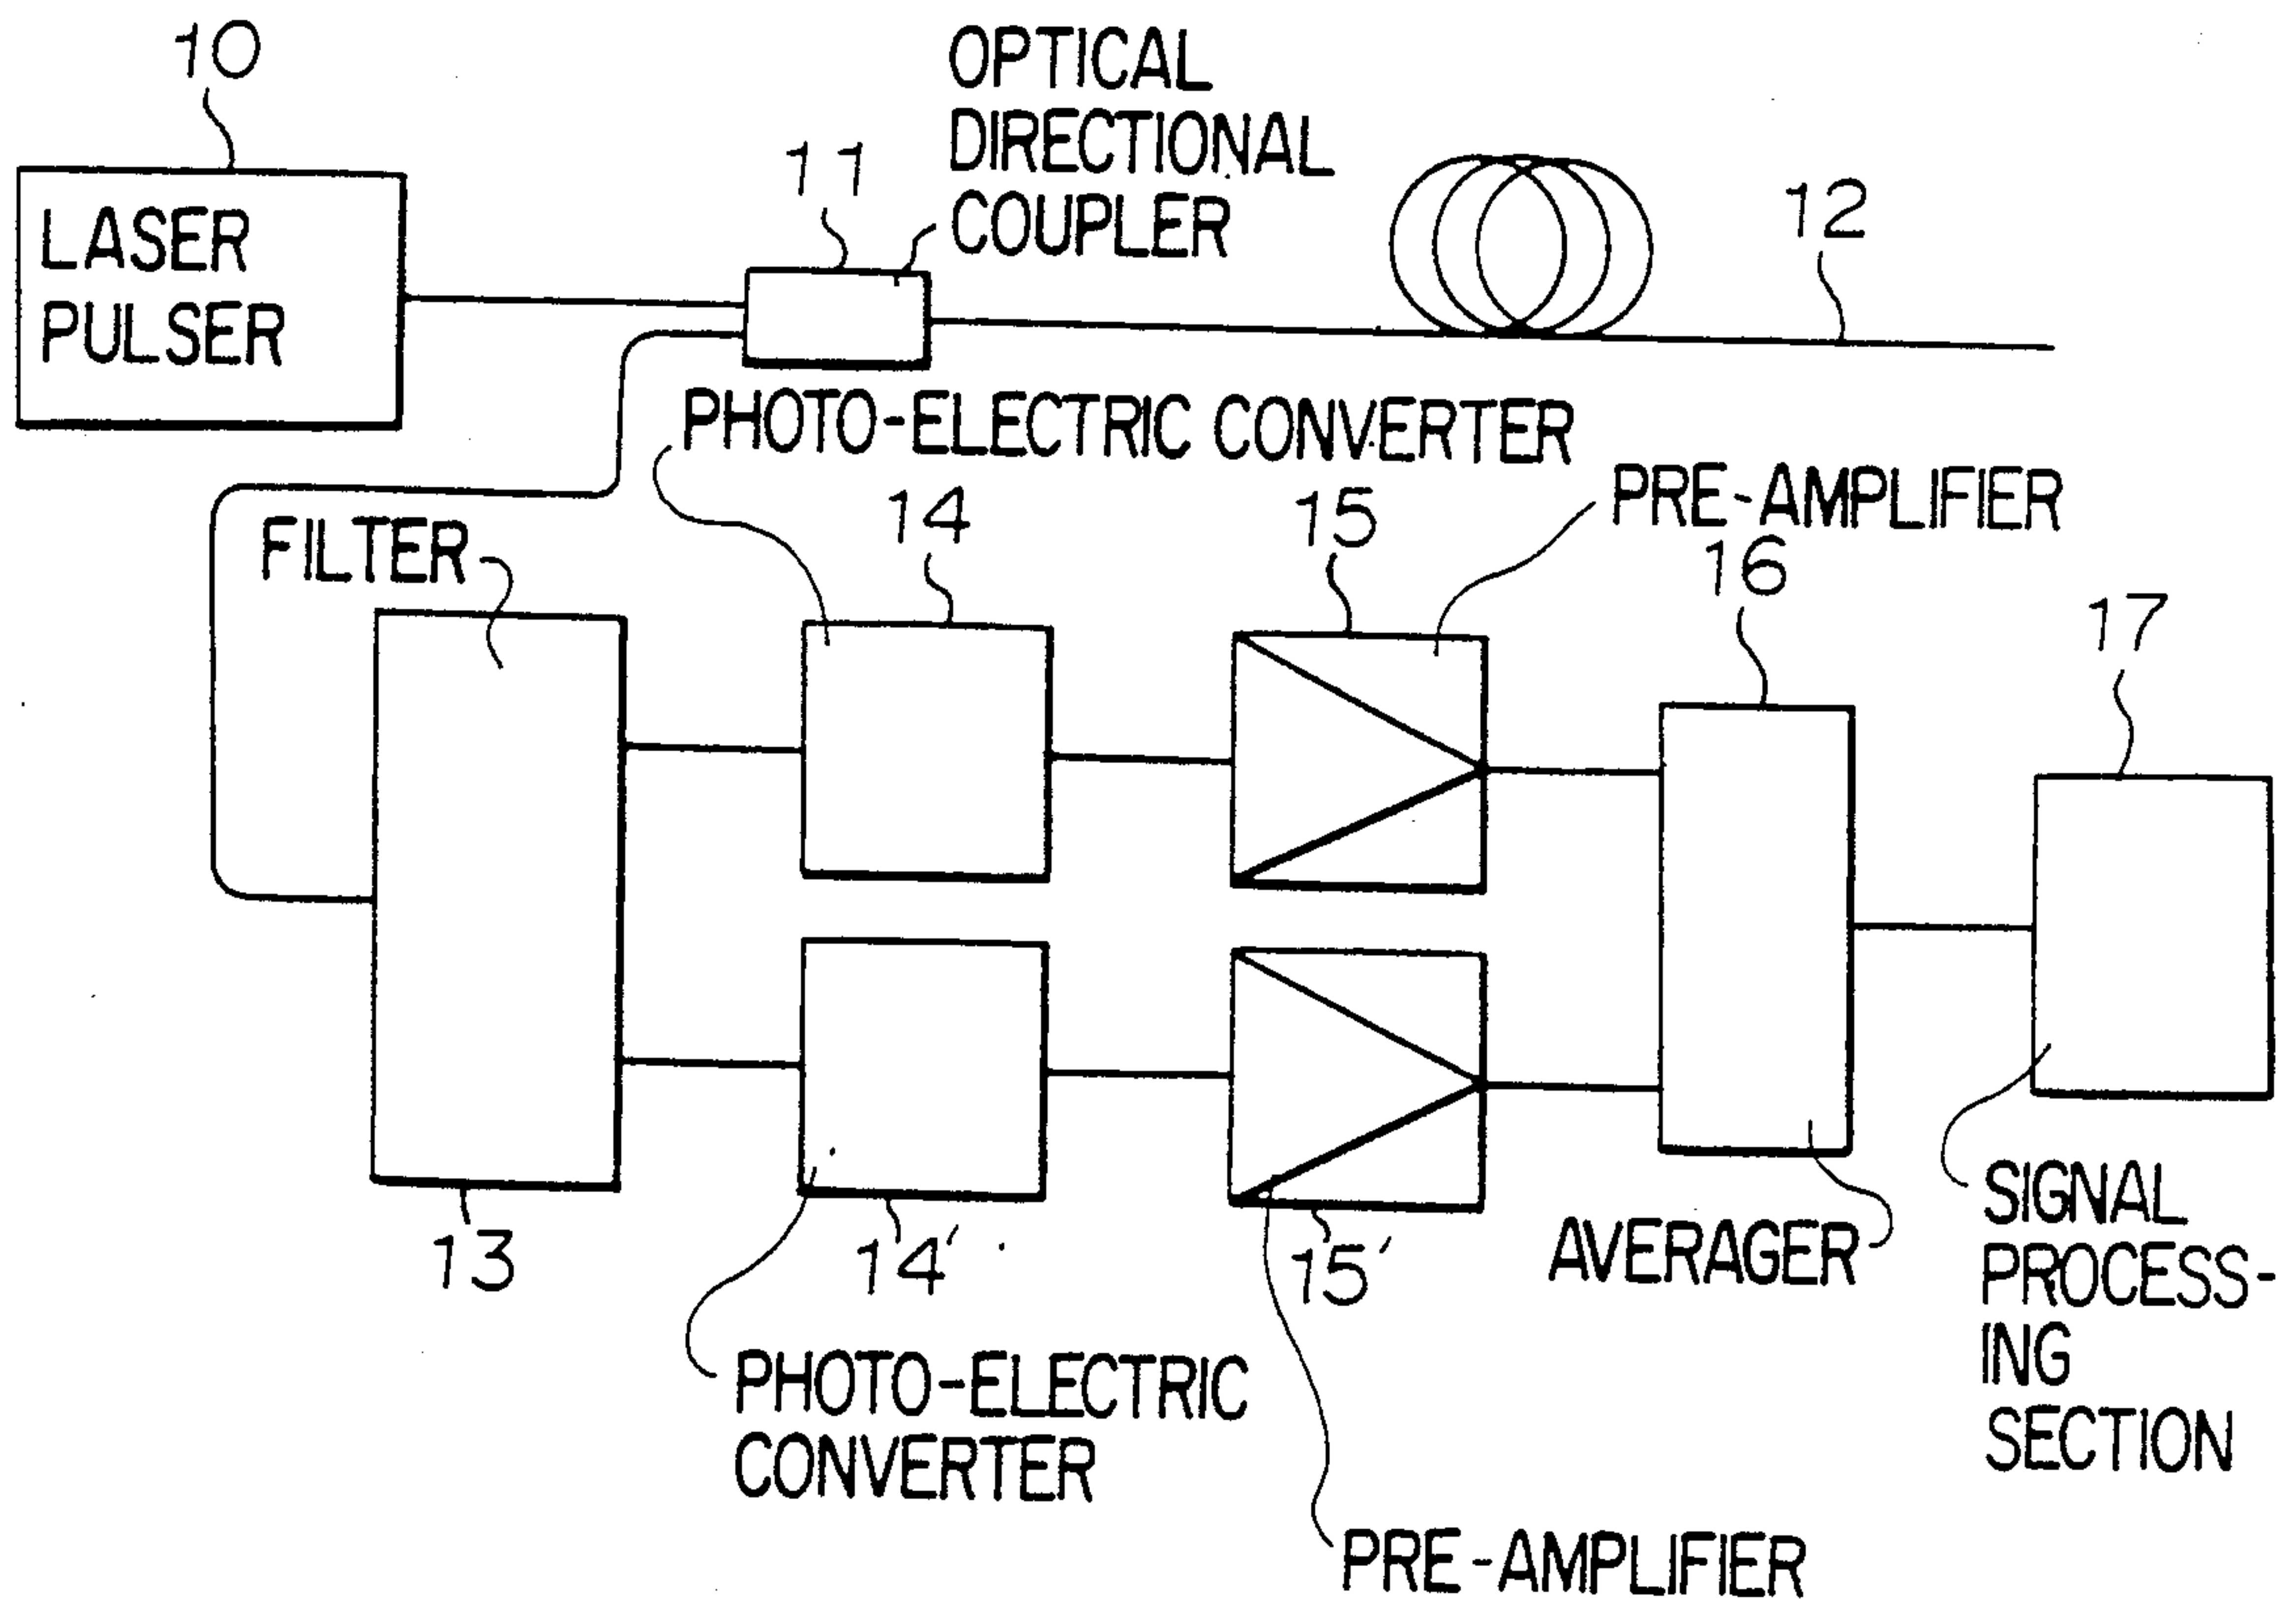 10
OPTICAL
DIRECTIONAL
COUPLER
11
LASER
PULSER
12
PHOTO-ELECTRIC CONVERTER
PRE-AMPLIFIER
FILTER
14
15
16
17
13
14'
15'
AVERAGER
SIGNAL
PROCESS-
ING
SECTION
PHOTO-ELECTRIC
CONVERTER
PRE-AMPLIFIER